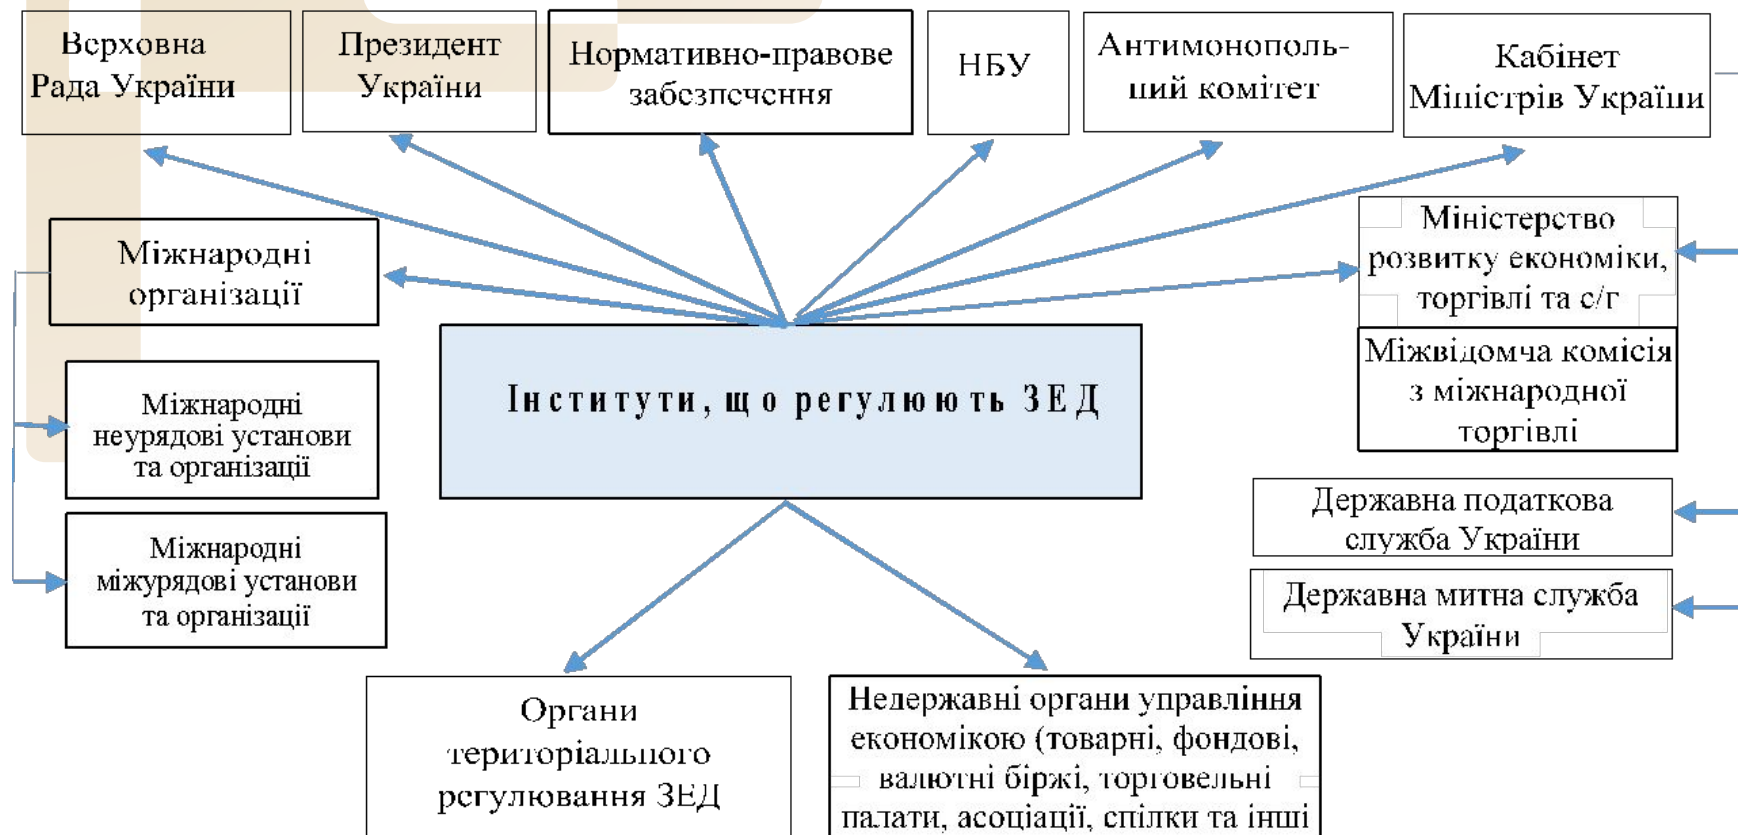 Верховна
Рада України
Президент
України
Нормативно-правове
забезпечення
НБУ
Антимонополь-
ний комітет
Кабінет
Міністрів України
Міжнародні
організації
Міністерство
розвитку економіки,
торгівлі та с/г
Міжвідомча комісія
з міжнародної
торгівлі
Інститути, що регулюють ЗЕД
Міжнародні
неурядові установи
та організації
Міжнародні
міжурядові установи
та організації
Державна податкова
служба України
Державна митна служба
України
Органи
територіального
регулювання ЗЕД
Недержавні органи управління
економікою (товарні, фондові,
валютні біржі, торговельні
палати, асоціації, спілки та інші